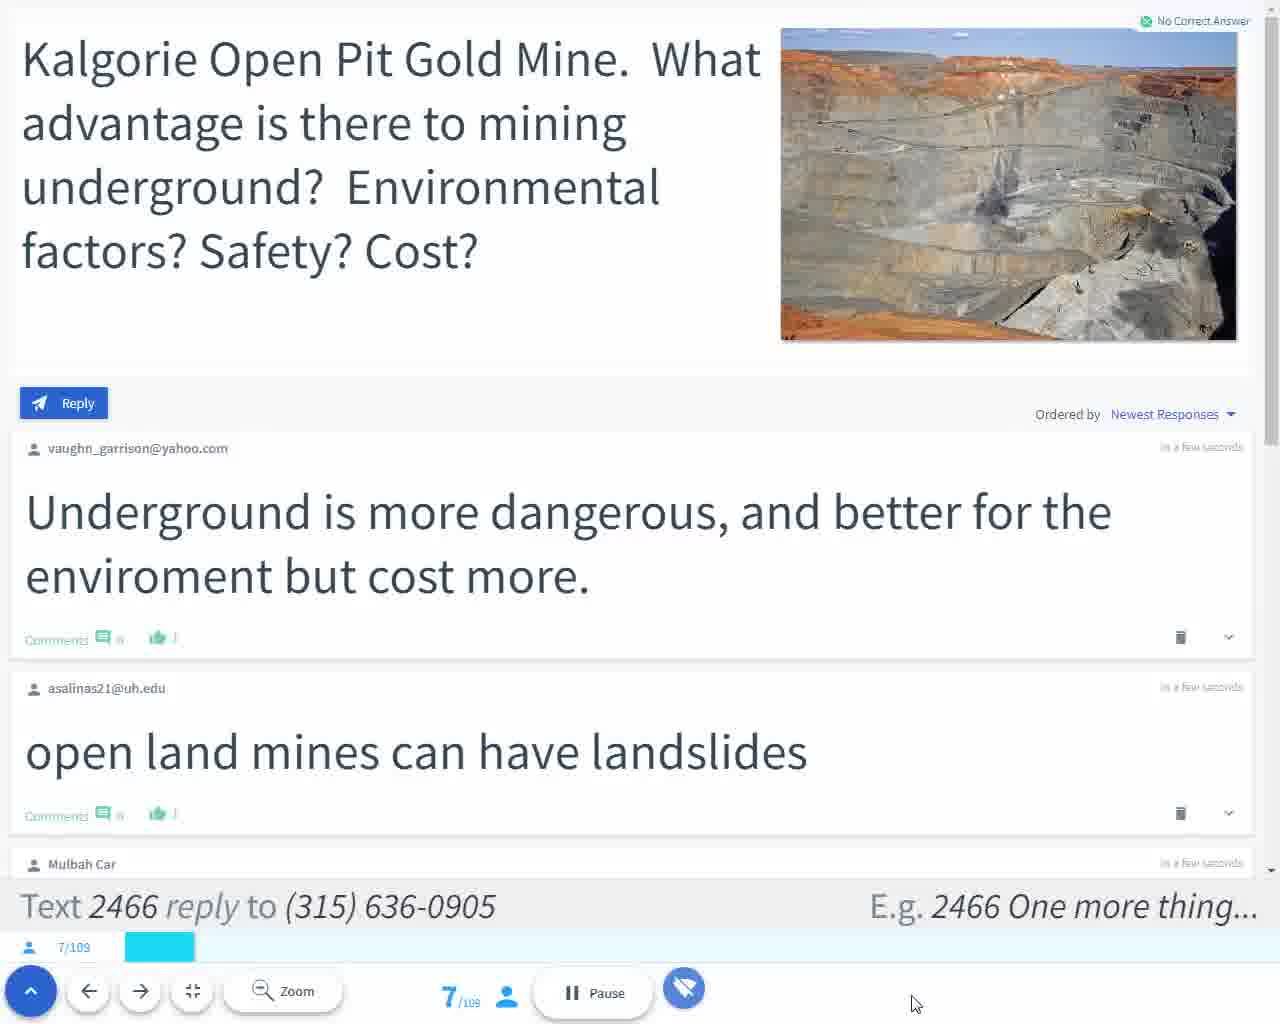 No Correct Answer
Kalgorie Open Pit Gold Mine. What
advantage is there to mining
underground? Environmental
factors? Safety? Cost?
Reply
Ordered by Newest Responses
vaughn_garrison@yahoo.com
in a few seconds
Underground is more dangerous, and better for the
enviroment but cost more.
Comments 0 1
asalinas21@uh.edu
in a few seconds
open land mines can have landslides
Comments 0 1
Mulbah Car
in a few seconds
Text 2466 reply to (315) 636-0905
E.g. 2466 One more thing...
7/109
Zoom
7/109
Pause